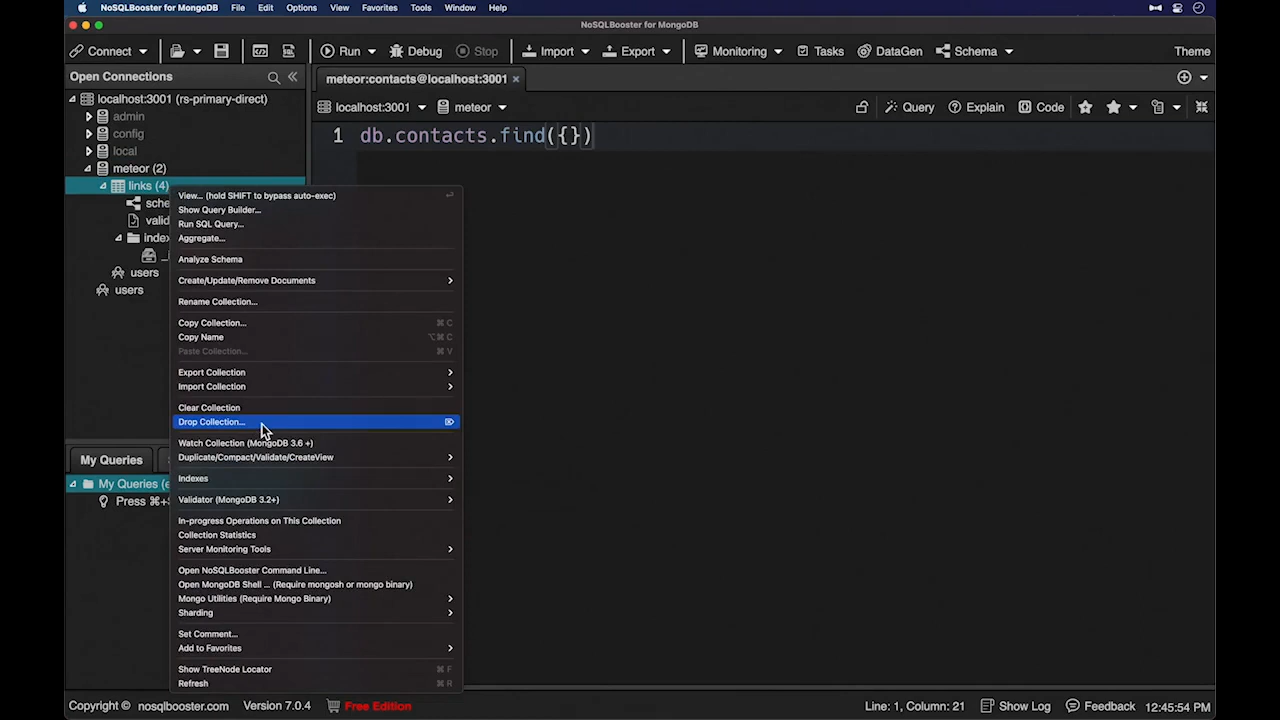 NoSQLBooster for MongoDB File Edit Options View Favorites Tools Window Help
NoSQLBooster for MongoDB
Connect Run Debug Stop Import Export Monitoring Tasks DataGen Schema Theme
Open Connections
meteor:contacts@localhost:3001 ×
localhost:3001 (rs-primary-direct)
localhost:3001 meteor Query Explain Code
admin
config
local
meteor (2)
links (4)
sche
valid
index
users
users
1 db.contacts.find({})
View... (hold SHIFT to bypass auto-exec)
Show Query Builder...
Run SQL Query...
Aggregate...
Analyze Schema
Create/Update/Remove Documents
Rename Collection...
Copy Collection... ⌘ C
Copy Name ⌥⌘ C
Paste Collection... ⌘ V
Export Collection
Import Collection
Clear Collection
Drop Collection...
Watch Collection (MongoDB 3.6 +)
Duplicate/Compact/Validate/CreateView
Indexes
Validator (MongoDB 3.2+)
In-progress Operations on This Collection
Collection Statistics
Server Monitoring Tools
Open NoSQLBooster Command Line...
Open MongoDB Shell ... (Require mongosh or mongo binary)
Mongo Utilities (Require Mongo Binary)
Sharding
Set Comment...
Add to Favorites
Show TreeNode Locator ⌘ F
Refresh ⌘ R
My Queries
My Queries (e
Press ⌘+S
Copyright © nosqlbooster.com Version 7.0.4 Free Edition Line: 1, Column: 21 Show Log Feedback 12:45:54 PM